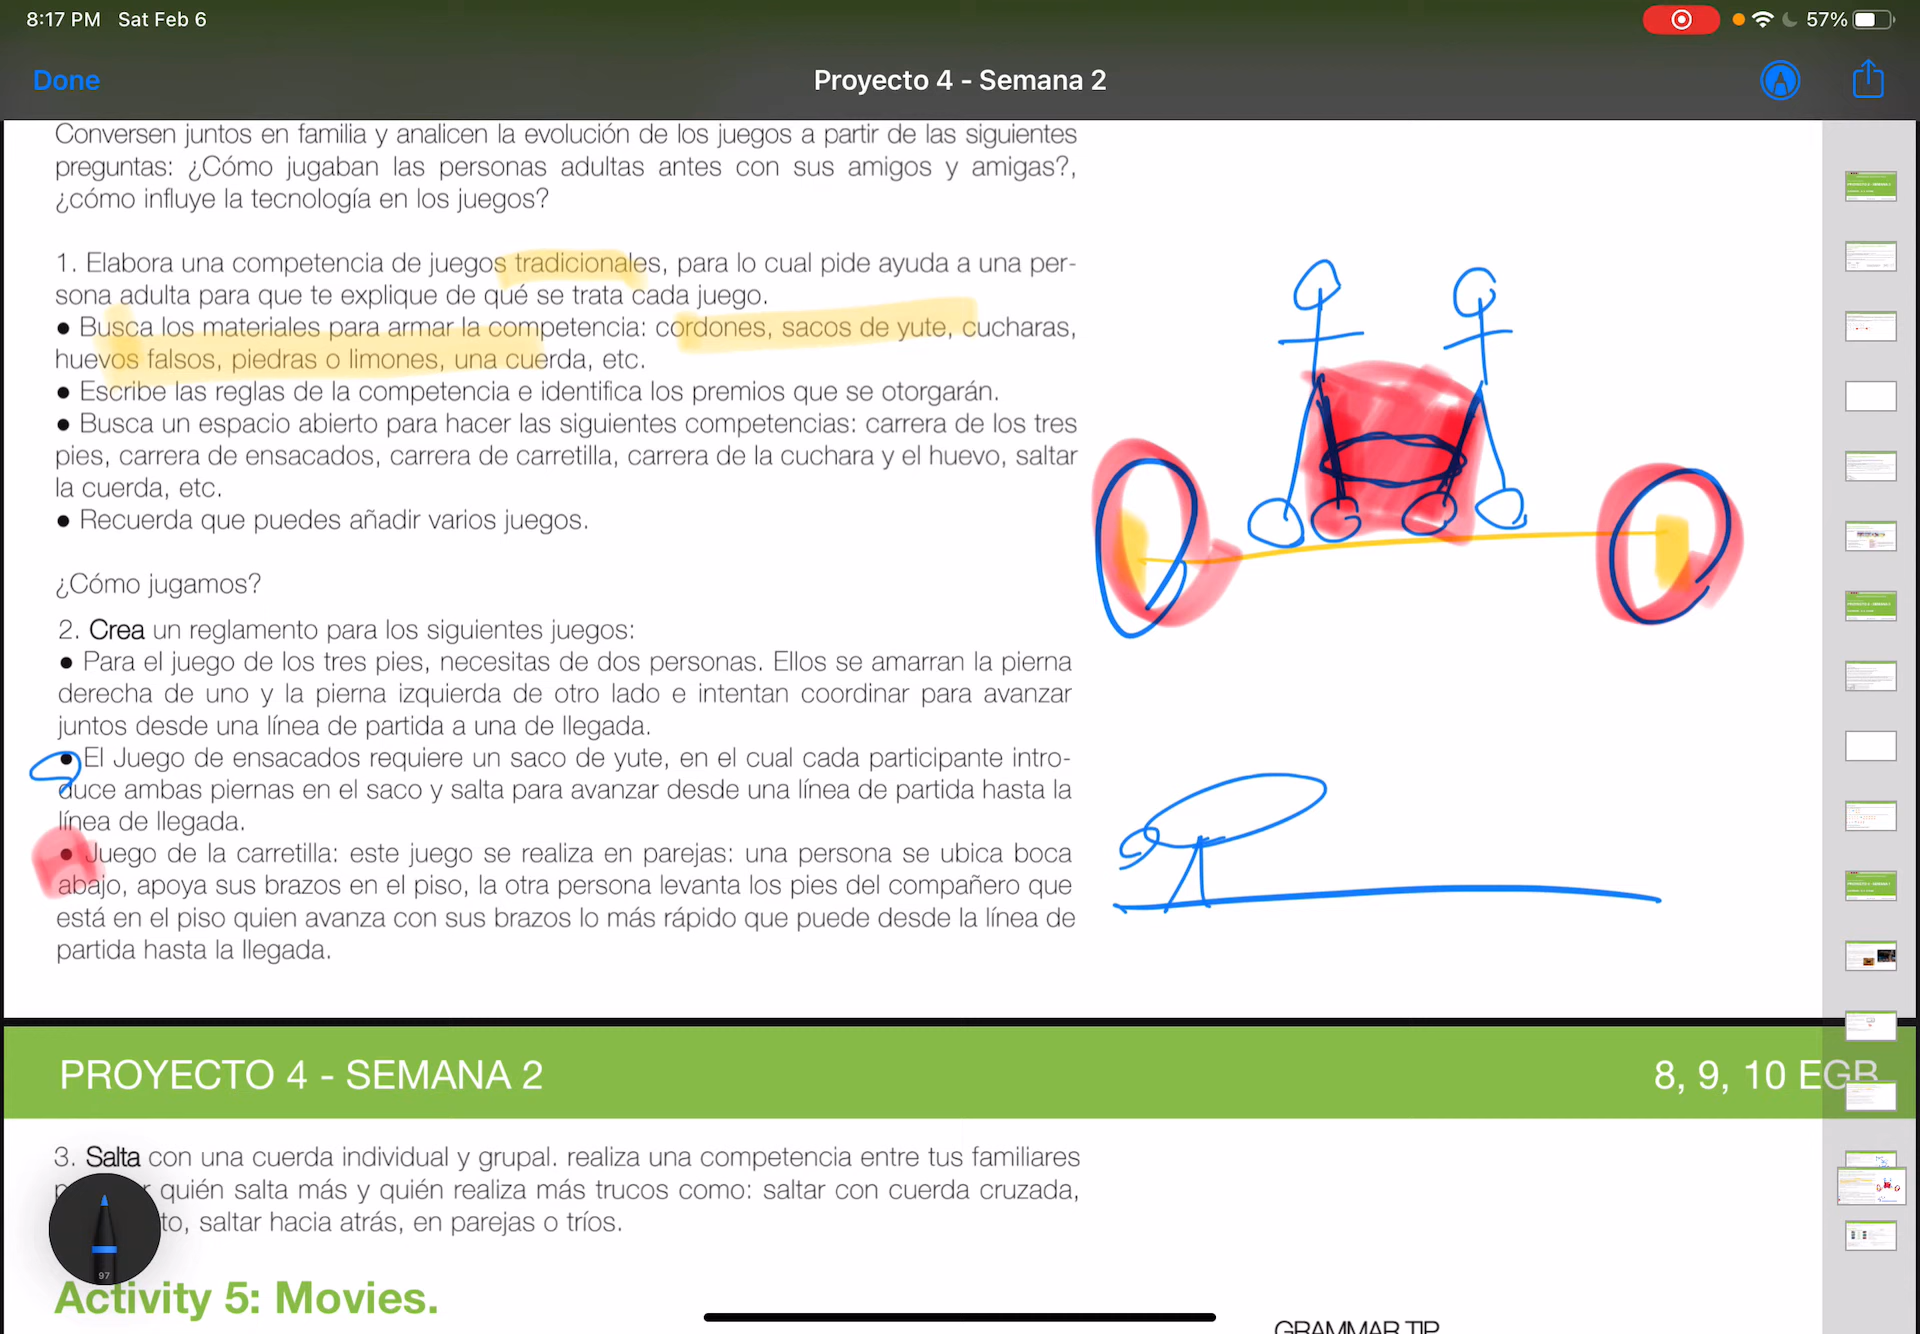 8:17 PM Sat Feb 6
57%
Done
Proyecto 4 - Semana 2
Conversen juntos en familia y analicen la evolución de los juegos a partir de las siguientes
preguntas: ¿Cómo jugaban las personas adultas antes con sus amigos y amigas?,
¿cómo influye la tecnología en los juegos?
1. Elabora una competencia de juegos tradicionales, para lo cual pide ayuda a una per-
sona adulta para que te explique de qué se trata cada juego.
● Busca los materiales para armar la competencia: cordones, sacos de yute, cucharas,
huevos falsos, piedras o limones, una cuerda, etc.
● Escribe las reglas de la competencia e identifica los premios que se otorgarán.
● Busca un espacio abierto para hacer las siguientes competencias: carrera de los tres
pies, carrera de ensacados, carrera de carretilla, carrera de la cuchara y el huevo, saltar
la cuerda, etc.
● Recuerda que puedes añadir varios juegos.
¿Cómo jugamos?
2. Crea un reglamento para los siguientes juegos:
● Para el juego de los tres pies, necesitas de dos personas. Ellos se amarran la pierna
derecha de uno y la pierna izquierda de otro lado e intentan coordinar para avanzar
juntos desde una línea de partida a una de llegada.
● El Juego de ensacados requiere un saco de yute, en el cual cada participante intro-
duce ambas piernas en el saco y salta para avanzar desde una línea de partida hasta la
línea de llegada.
● Juego de la carretilla: este juego se realiza en parejas: una persona se ubica boca
abajo, apoya sus brazos en el piso, la otra persona levanta los pies del compañero que
está en el piso quien avanza con sus brazos lo más rápido que puede desde la línea de
partida hasta la llegada.
PROYECTO 4 - SEMANA 2
8, 9, 10 EGB
3. Salta con una cuerda individual y grupal. realiza una competencia entre tus familiares
quién salta más y quién realiza más trucos como: saltar con cuerda cruzada,
to, saltar hacia atrás, en parejas o tríos.
97
Activity 5: Movies.
GRAMMAR TIP